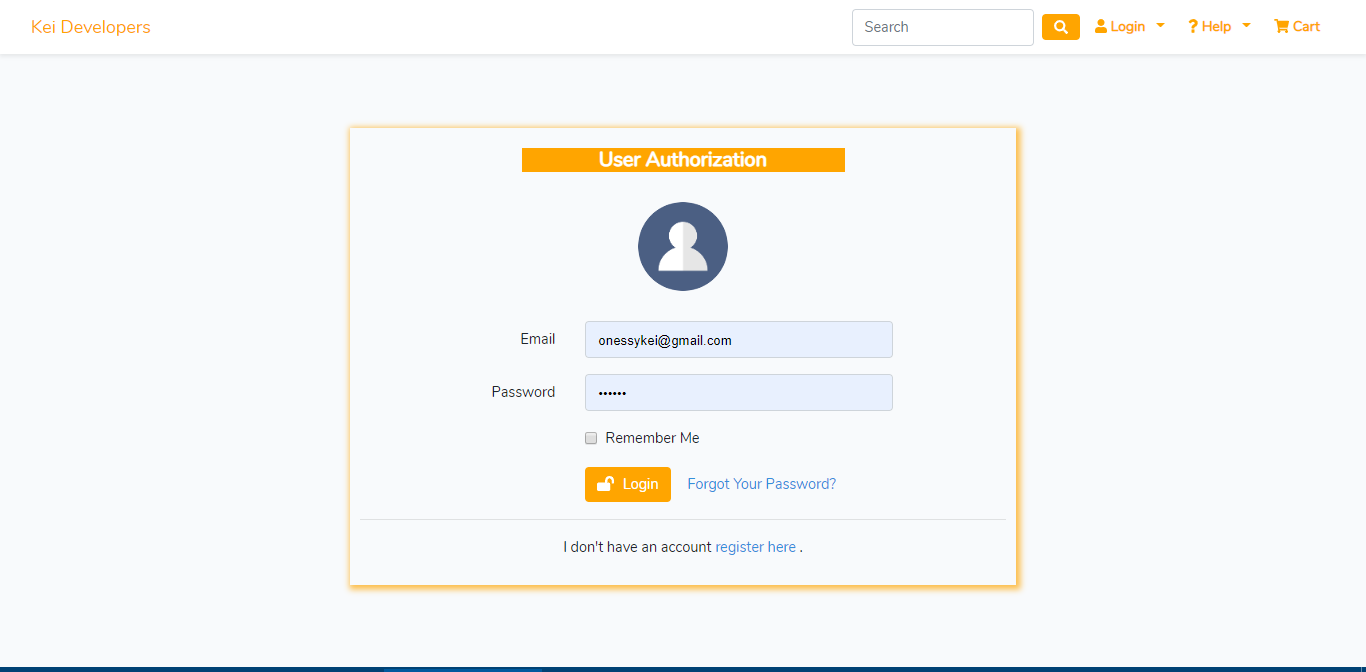 Kei Developers
Search
Login
? Help
Cart
User Authorization
Email
onessykei@gmail.com
Password
••••••
Remember Me
Login
Forgot Your Password?
I don't have an account register here .